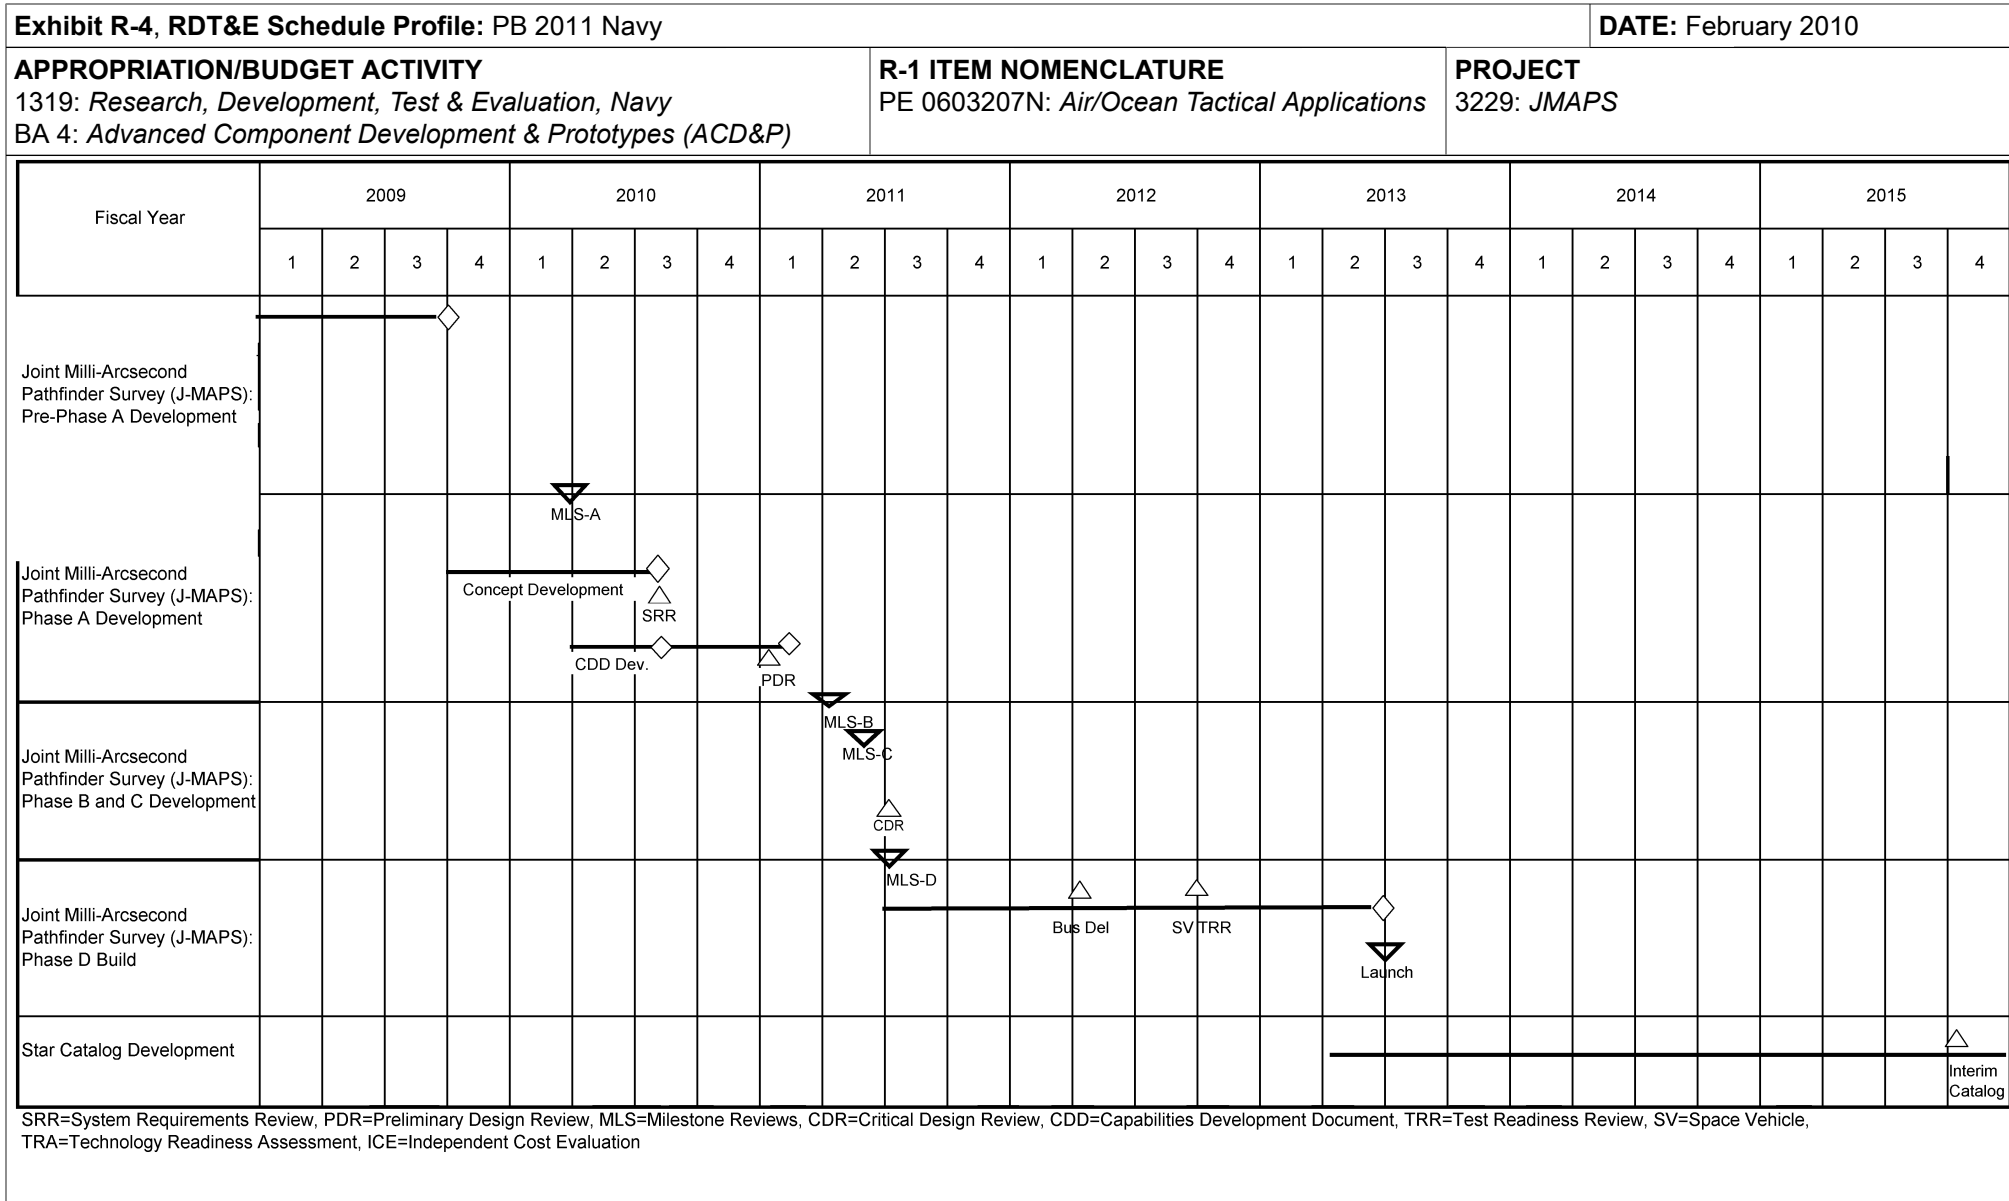 Exhibit R-4, RDT&E Schedule Profile: PB 2011 Navy
DATE: February 2010
APPROPRIATION/BUDGET ACTIVITY
1319: Research, Development, Test & Evaluation, Navy
BA 4: Advanced Component Development & Prototypes (ACD&P)
R-1 ITEM NOMENCLATURE
PE 0603207N: Air/Ocean Tactical Applications
PROJECT
3229: JMAPS
Fiscal Year
2009 2010 2011 2012 2013 2014 2015
1 2 3 4 1 2 3 4 1 2 3 4 1 2 3 4 1 2 3 4 1 2 3 4 1 2 3 4
Joint Milli-Arcsecond
Pathfinder Survey (J-MAPS):
Pre-Phase A Development
MLS-A
Joint Milli-Arcsecond
Pathfinder Survey (J-MAPS):
Phase A Development
Concept Development
SRR
CDD Dev.
PDR
MLS-B
MLS-C
Joint Milli-Arcsecond
Pathfinder Survey (J-MAPS):
Phase B and C Development
CDR
MLS-D
Joint Milli-Arcsecond
Pathfinder Survey (J-MAPS):
Phase D Build
Bus Del
SV TRR
Launch
Star Catalog Development
Interim
Catalog
SRR=System Requirements Review, PDR=Preliminary Design Review, MLS=Milestone Reviews, CDR=Critical Design Review, CDD=Capabilities Development Document, TRR=Test Readiness Review, SV=Space Vehicle,
TRA=Technology Readiness Assessment, ICE=Independent Cost Evaluation